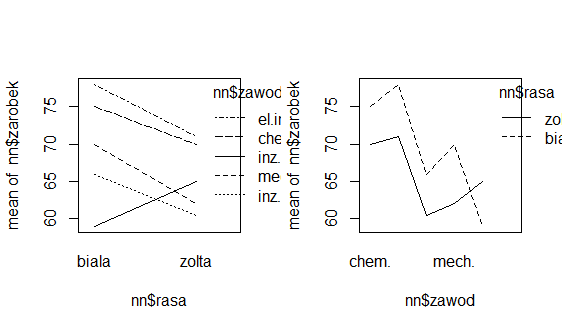 mean of nn$zarobek
60
65
70
75
biala
zolta
nn$rasa
nn$zawod
el.in
che
inz.
me
inz.
mean of nn$zarobek
60
65
70
75
chem.
mech.
nn$zawod
nn$rasa
zo
bia